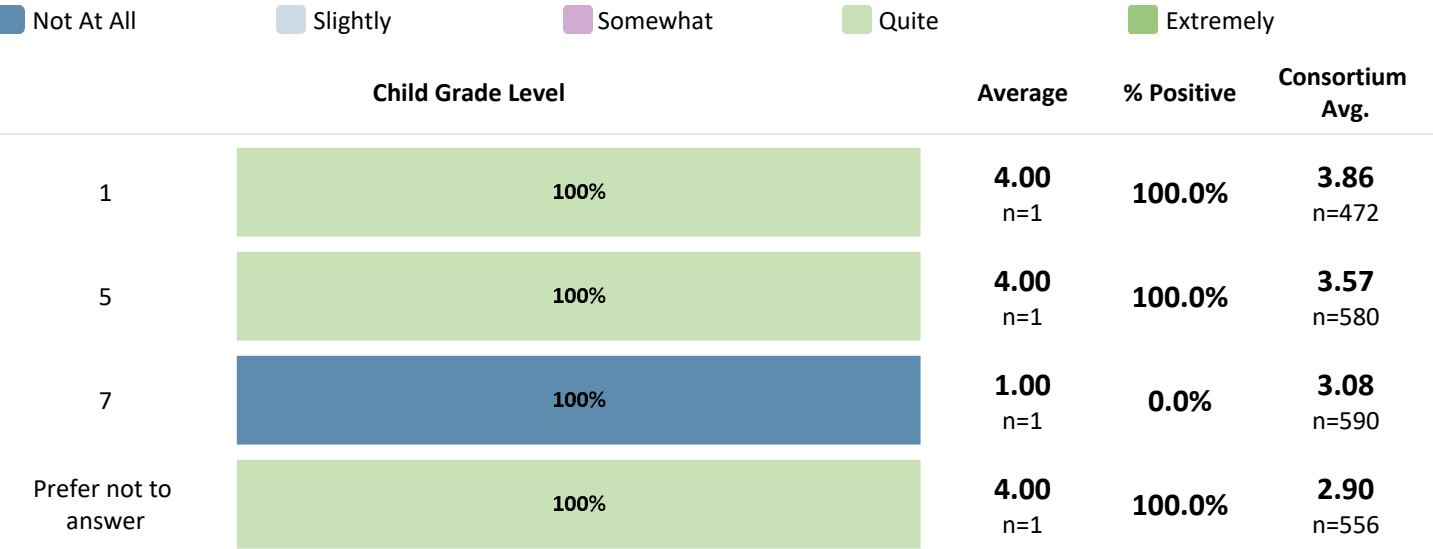 Not At All Slightly Somewhat Quite Extremely
Child Grade Level Average % Positive Consortium Avg.
1 100% 4.00 n=1 100.0% 3.86 n=472
5 100% 4.00 n=1 100.0% 3.57 n=580
7 100% 1.00 n=1 0.0% 3.08 n=590
Prefer not to answer 100% 4.00 n=1 100.0% 2.90 n=556